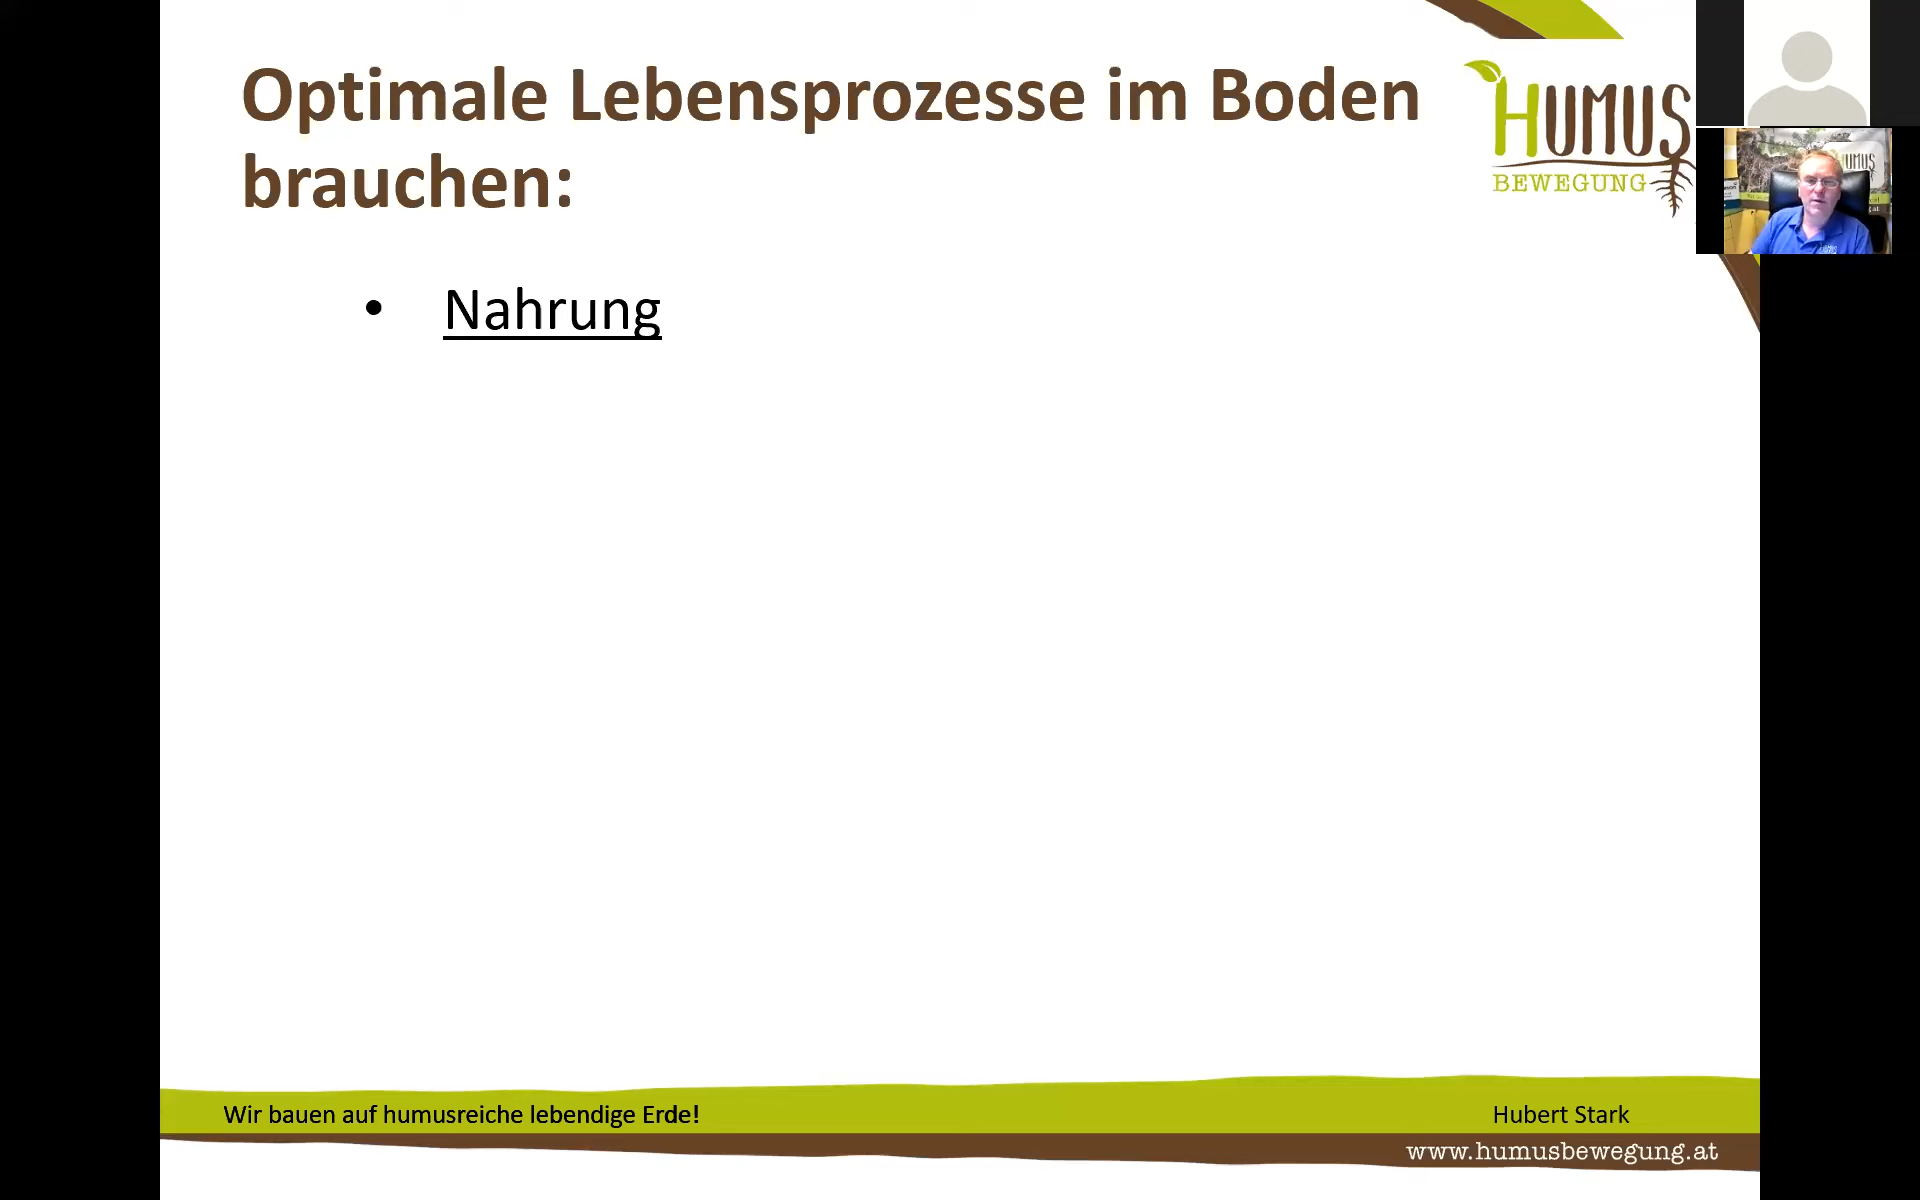 Optimale Lebensprozesse im Boden
brauchen:
HUMUS
BEWEGUNG
• Nahrung
Wir bauen auf humusreiche lebendige Erde!
Hubert Stark
www.humusbewegung.at